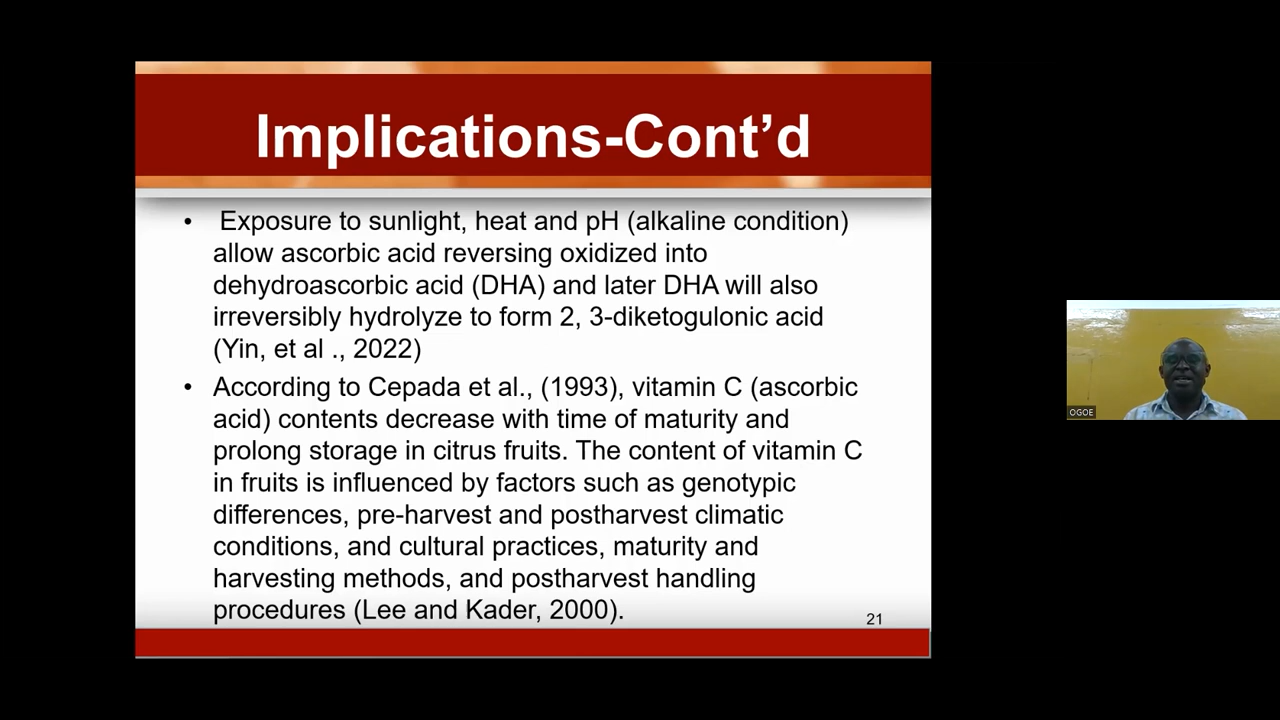 Implications-Cont’d
• Exposure to sunlight, heat and pH (alkaline condition)
allow ascorbic acid reversing oxidized into
dehydroascorbic acid (DHA) and later DHA will also
irreversibly hydrolyze to form 2, 3-diketogulonic acid
(Yin, et al ., 2022)
• According to Cepada et al., (1993), vitamin C (ascorbic
acid) contents decrease with time of maturity and
prolong storage in citrus fruits. The content of vitamin C
in fruits is influenced by factors such as genotypic
differences, pre-harvest and postharvest climatic
conditions, and cultural practices, maturity and
harvesting methods, and postharvest handling
procedures (Lee and Kader, 2000).
21
OGOE